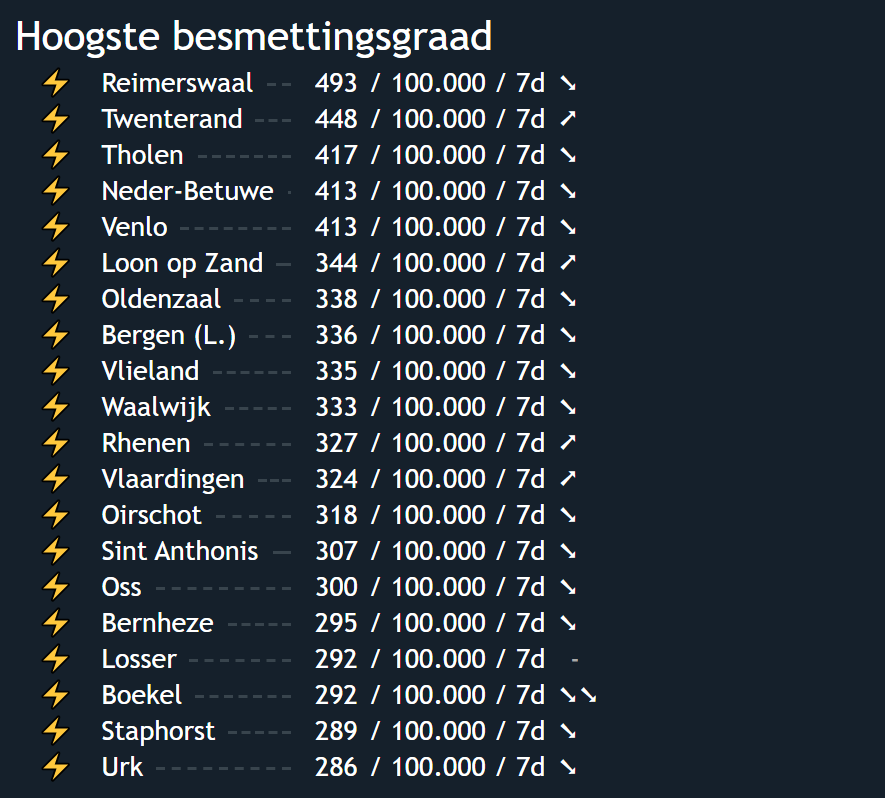 Hoogste besmettingsgraad
⚡ Reimerswaal -- 493 / 100.000 / 7d ➘
⚡ Twenterand --- 448 / 100.000 / 7d ➚
⚡ Tholen ------- 417 / 100.000 / 7d ➘
⚡ Neder-Betuwe · 413 / 100.000 / 7d ➘
⚡ Venlo -------- 413 / 100.000 / 7d ➘
⚡ Loon op Zand — 344 / 100.000 / 7d ➚
⚡ Oldenzaal ---- 338 / 100.000 / 7d ➘
⚡ Bergen (L.) --- 336 / 100.000 / 7d ➘
⚡ Vlieland ------ 335 / 100.000 / 7d ➘
⚡ Waalwijk ----- 333 / 100.000 / 7d ➘
⚡ Rhenen ------ 327 / 100.000 / 7d ➚
⚡ Vlaardingen --- 324 / 100.000 / 7d ➚
⚡ Oirschot ----- 318 / 100.000 / 7d ➘
⚡ Sint Anthonis — 307 / 100.000 / 7d ➘
⚡ Oss --------- 300 / 100.000 / 7d ➘
⚡ Bernheze ----- 295 / 100.000 / 7d ➘
⚡ Losser ------- 292 / 100.000 / 7d -
⚡ Boekel ------- 292 / 100.000 / 7d ➘➘
⚡ Staphorst ----- 289 / 100.000 / 7d ➘
⚡ Urk --------- 286 / 100.000 / 7d ➘